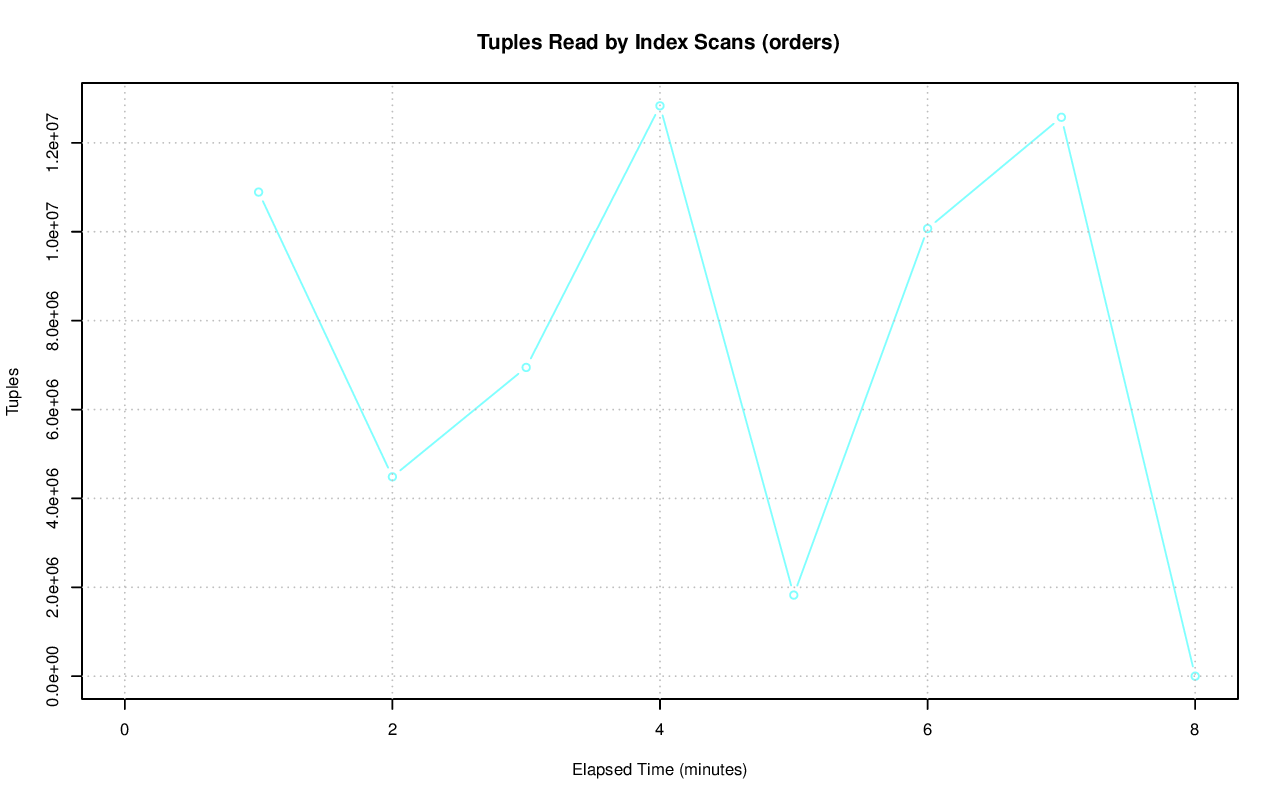 Tuples Read by Index Scans (orders)
Tuples
1.2e+07
1.0e+07
8.0e+06
6.0e+06
4.0e+06
2.0e+06
0.0e+00
0 2 4 6 8
Elapsed Time (minutes)